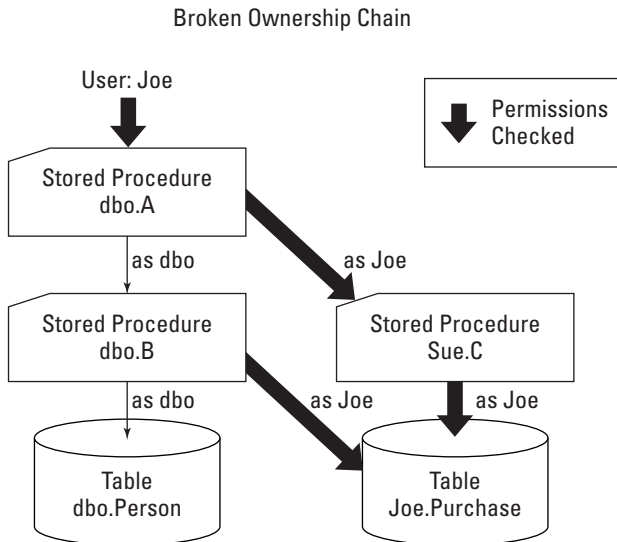 Broken Ownership Chain
User: Joe
Permissions
Checked
Stored Procedure
dbo.A
as dbo
as Joe
Stored Procedure
dbo.B
Stored Procedure
Sue.C
as dbo
as Joe
as Joe
Table
dbo.Person
Table
Joe.Purchase